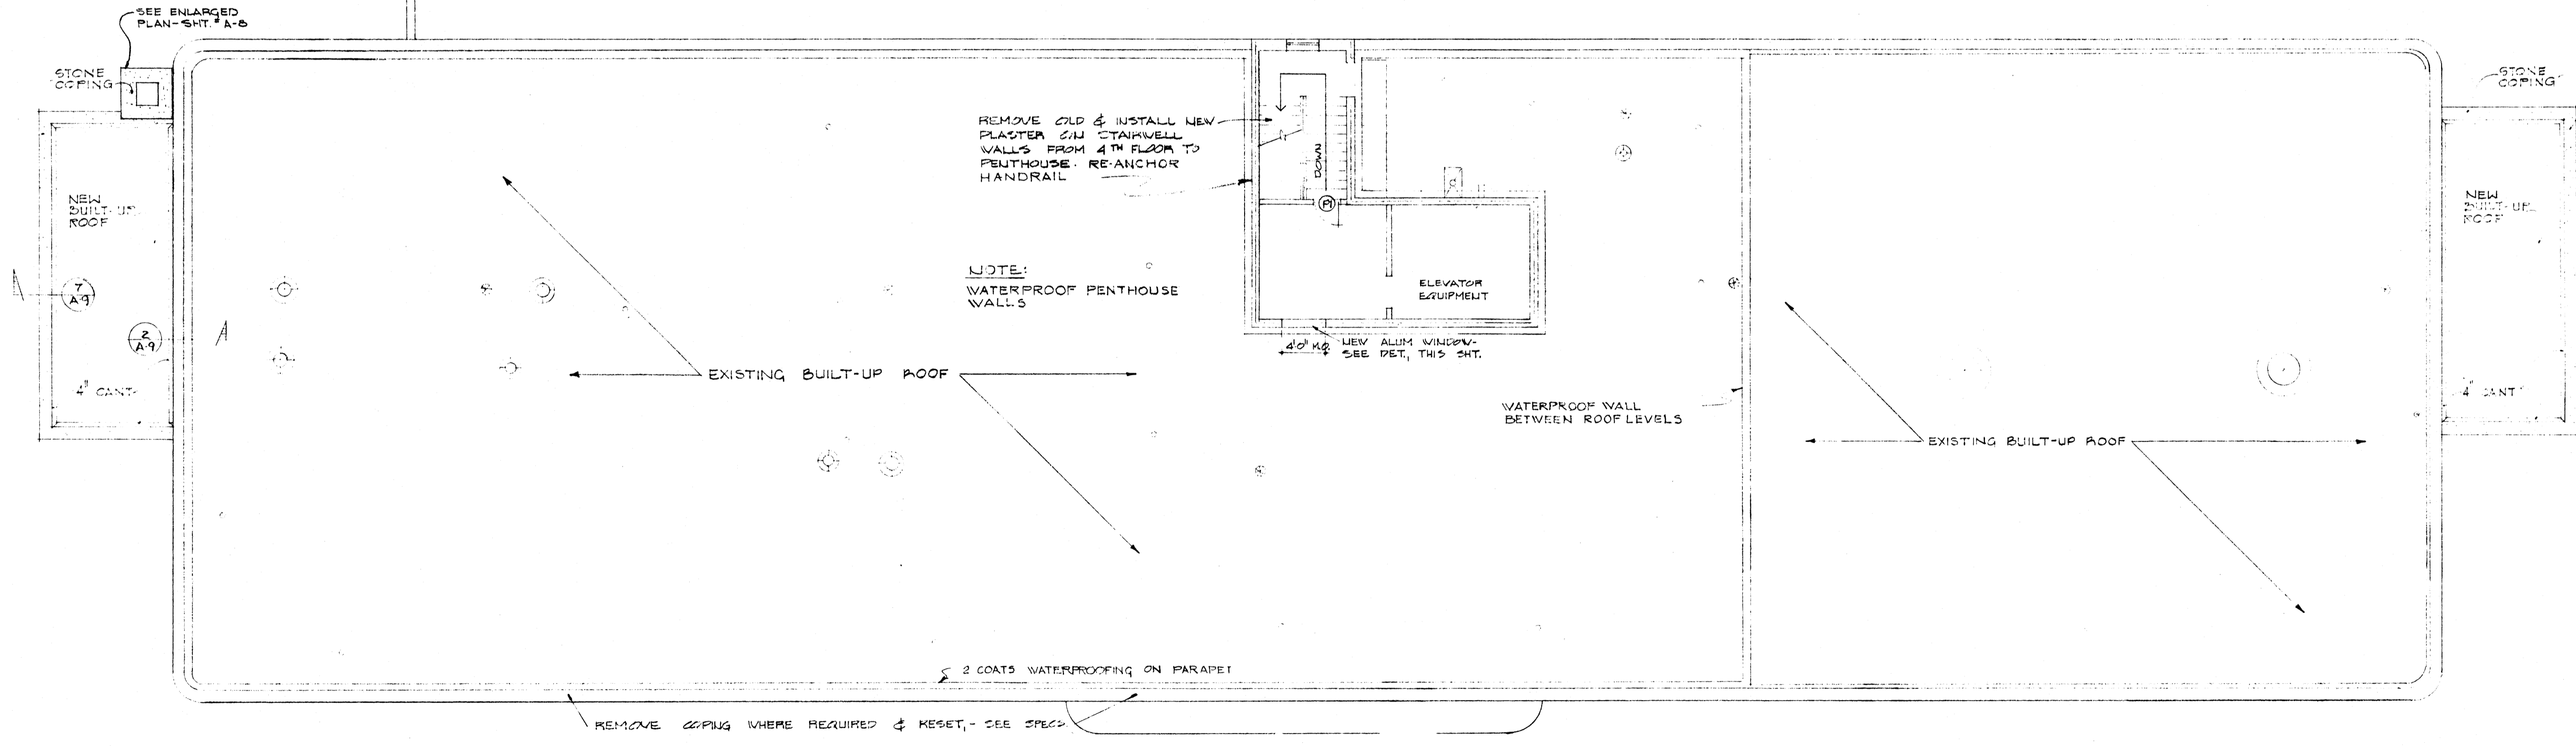 SEE ENLARGED
PLAN-SHT. # A-8
STONE
COPING
NEW
BUILT-UP
ROOF
7
A-9
2
A-9
A
A
4" CANT
REMOVE OLD & INSTALL NEW
PLASTER ON STAIRWELL
WALLS FROM 4TH FLOOR TO
PENTHOUSE. RE-ANCHOR
HANDRAIL
DOWN
P1
NOTE:
WATERPROOF PENTHOUSE
WALLS
ELEVATOR
EQUIPMENT
4'0" M.O.
NEW ALUM WINDOW-
SEE DET., THIS SHT.
EXISTING BUILT-UP ROOF
WATERPROOF WALL
BETWEEN ROOF LEVELS
EXISTING BUILT-UP ROOF
STONE
COPING
NEW
BUILT-UP
ROOF
4" CANT
2 COATS WATERPROOFING ON PARAPET
REMOVE COPING WHERE REQUIRED & RESET,- SEE SPECS.